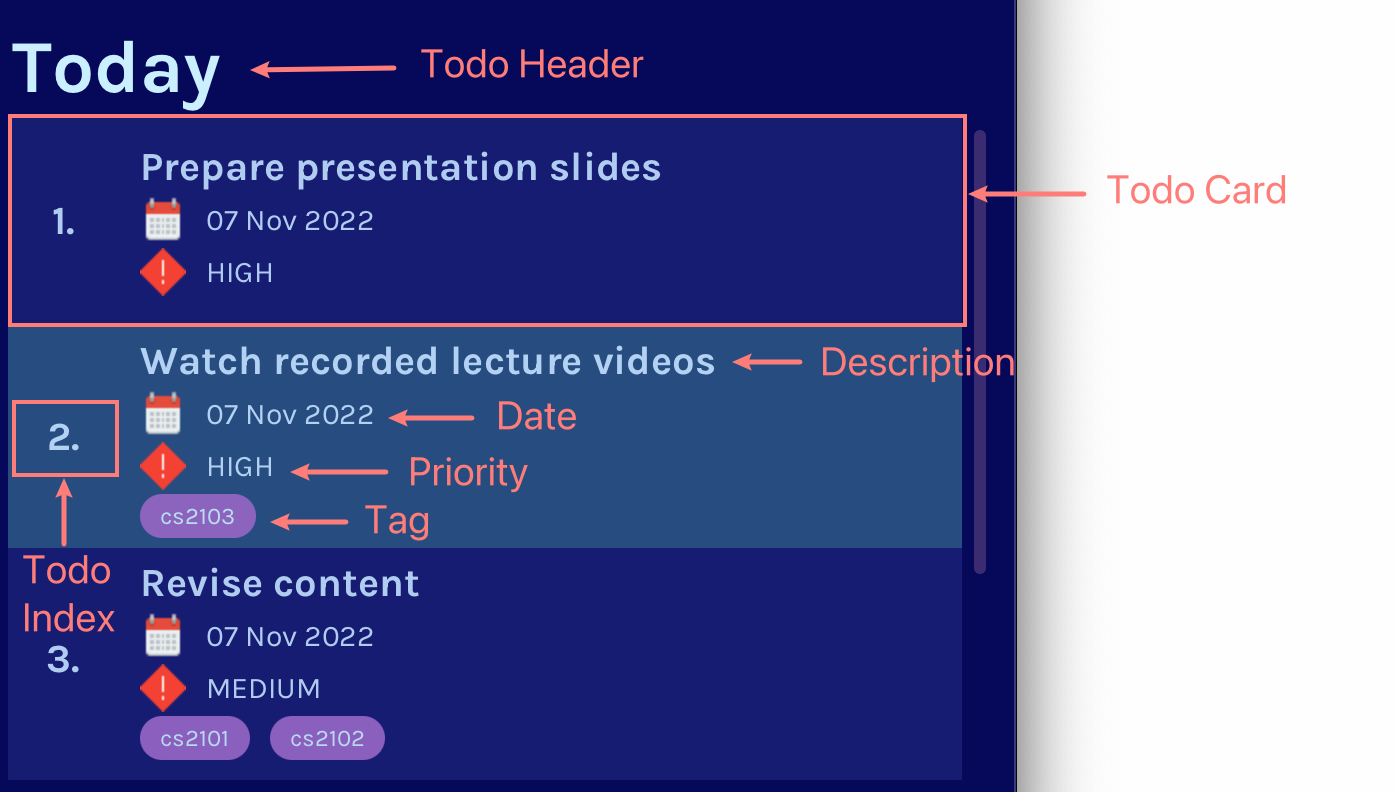 Today
Todo Header
Prepare presentation slides
1.
07 Nov 2022
HIGH
Todo Card
Watch recorded lecture videos
Description
2.
07 Nov 2022
Date
HIGH
Priority
cs2103
Tag
Todo
Index
Revise content
3.
07 Nov 2022
MEDIUM
cs2101 cs2102